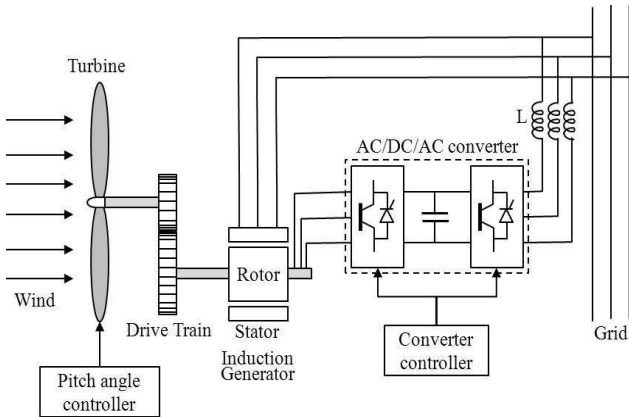 Turbine
L
AC/DC/AC converter
Rotor
Wind
Drive Train
Stator
Induction
Generator
Converter
controller
Grid
Pitch angle
controller